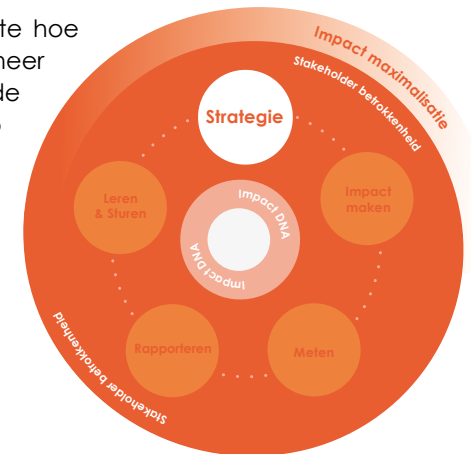 te hoe
neer
de
Impact maximalisatie
Stakeholder betrokkenheid
Strategie
Impact
maken
Meten
Rapporteren
Leren
& Sturen
Impact DNA
Impact DNA
Stakeholder betrokkenheid